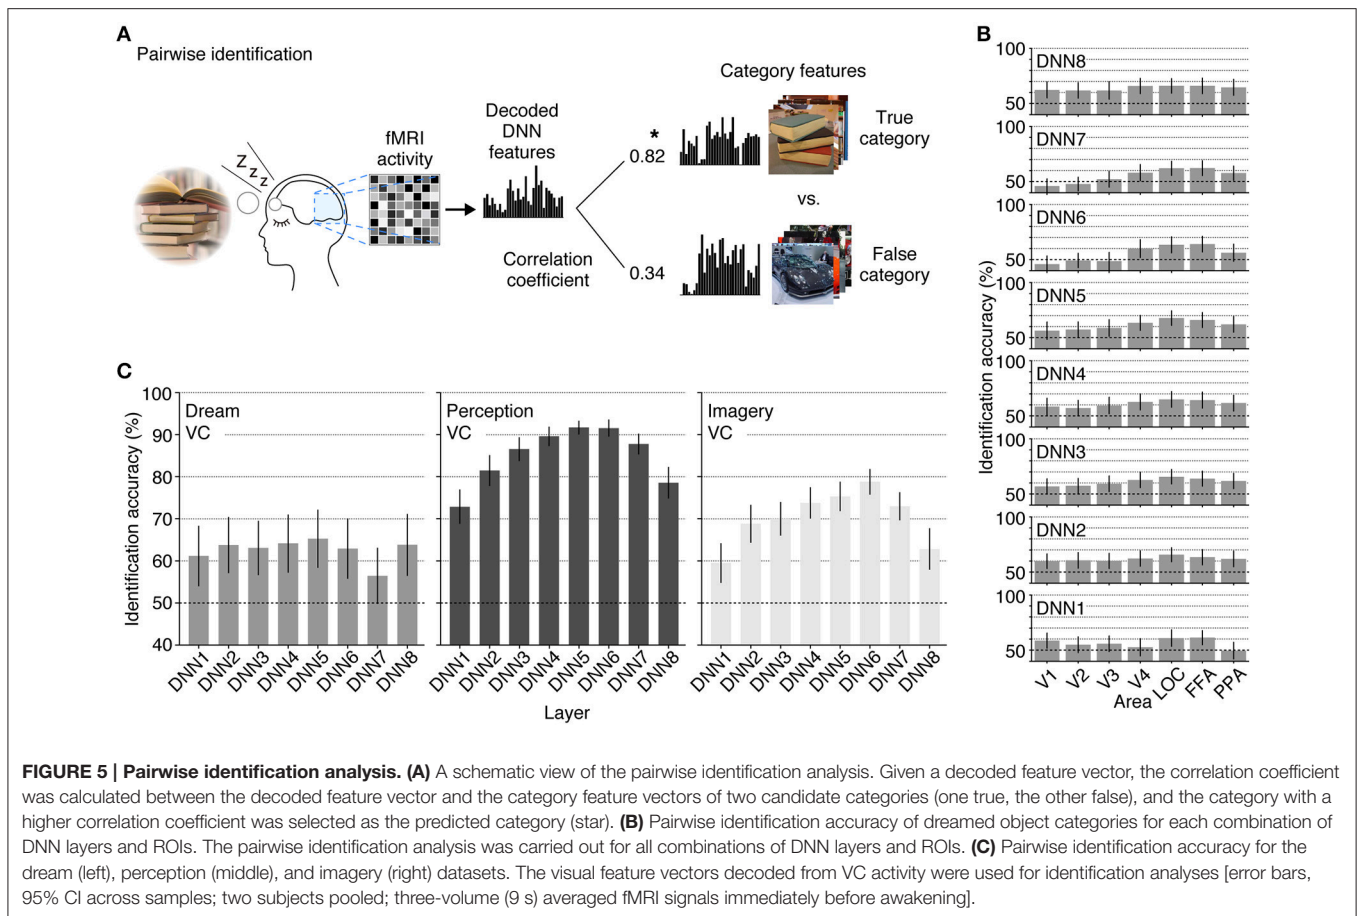 A
Pairwise identification
Z
z
z
fMRI
activity
Decoded
DNN
features
Correlation
coefficient
*
0.82
0.34
Category features
True
category
vs.
False
category
B
Identification accuracy (%)
100
DNN8
50
100
DNN7
50
100
DNN6
50
100
DNN5
50
100
DNN4
50
100
DNN3
50
100
DNN2
50
100
DNN1
50
V1 V2 V3 V4 LOC FFA PPA
Area
C
Identification accuracy (%)
100
90
80
70
60
50
40
Dream
VC
Perception
VC
Imagery
VC
DNN1 DNN2 DNN3 DNN4 DNN5 DNN6 DNN7 DNN8
DNN1 DNN2 DNN3 DNN4 DNN5 DNN6 DNN7 DNN8
DNN1 DNN2 DNN3 DNN4 DNN5 DNN6 DNN7 DNN8
Layer
FIGURE 5 | Pairwise identification analysis. (A) A schematic view of the pairwise identification analysis. Given a decoded feature vector, the correlation coefficient
was calculated between the decoded feature vector and the category feature vectors of two candidate categories (one true, the other false), and the category with a
higher correlation coefficient was selected as the predicted category (star). (B) Pairwise identification accuracy of dreamed object categories for each combination of
DNN layers and ROIs. The pairwise identification analysis was carried out for all combinations of DNN layers and ROIs. (C) Pairwise identification accuracy for the
dream (left), perception (middle), and imagery (right) datasets. The visual feature vectors decoded from VC activity were used for identification analyses [error bars,
95% CI across samples; two subjects pooled; three-volume (9 s) averaged fMRI signals immediately before awakening].